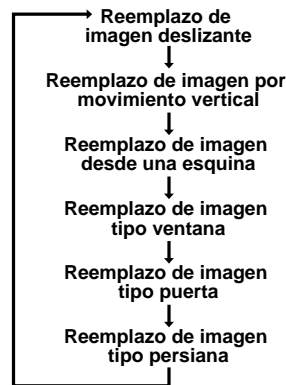 Reemplazo de
imagen deslizante
Reemplazo de imagen por
movimiento vertical
Reemplazo de imagen
desde una esquina
Reemplazo de imagen
tipo ventana
Reemplazo de imagen
tipo puerta
Reemplazo de imagen
tipo persiana